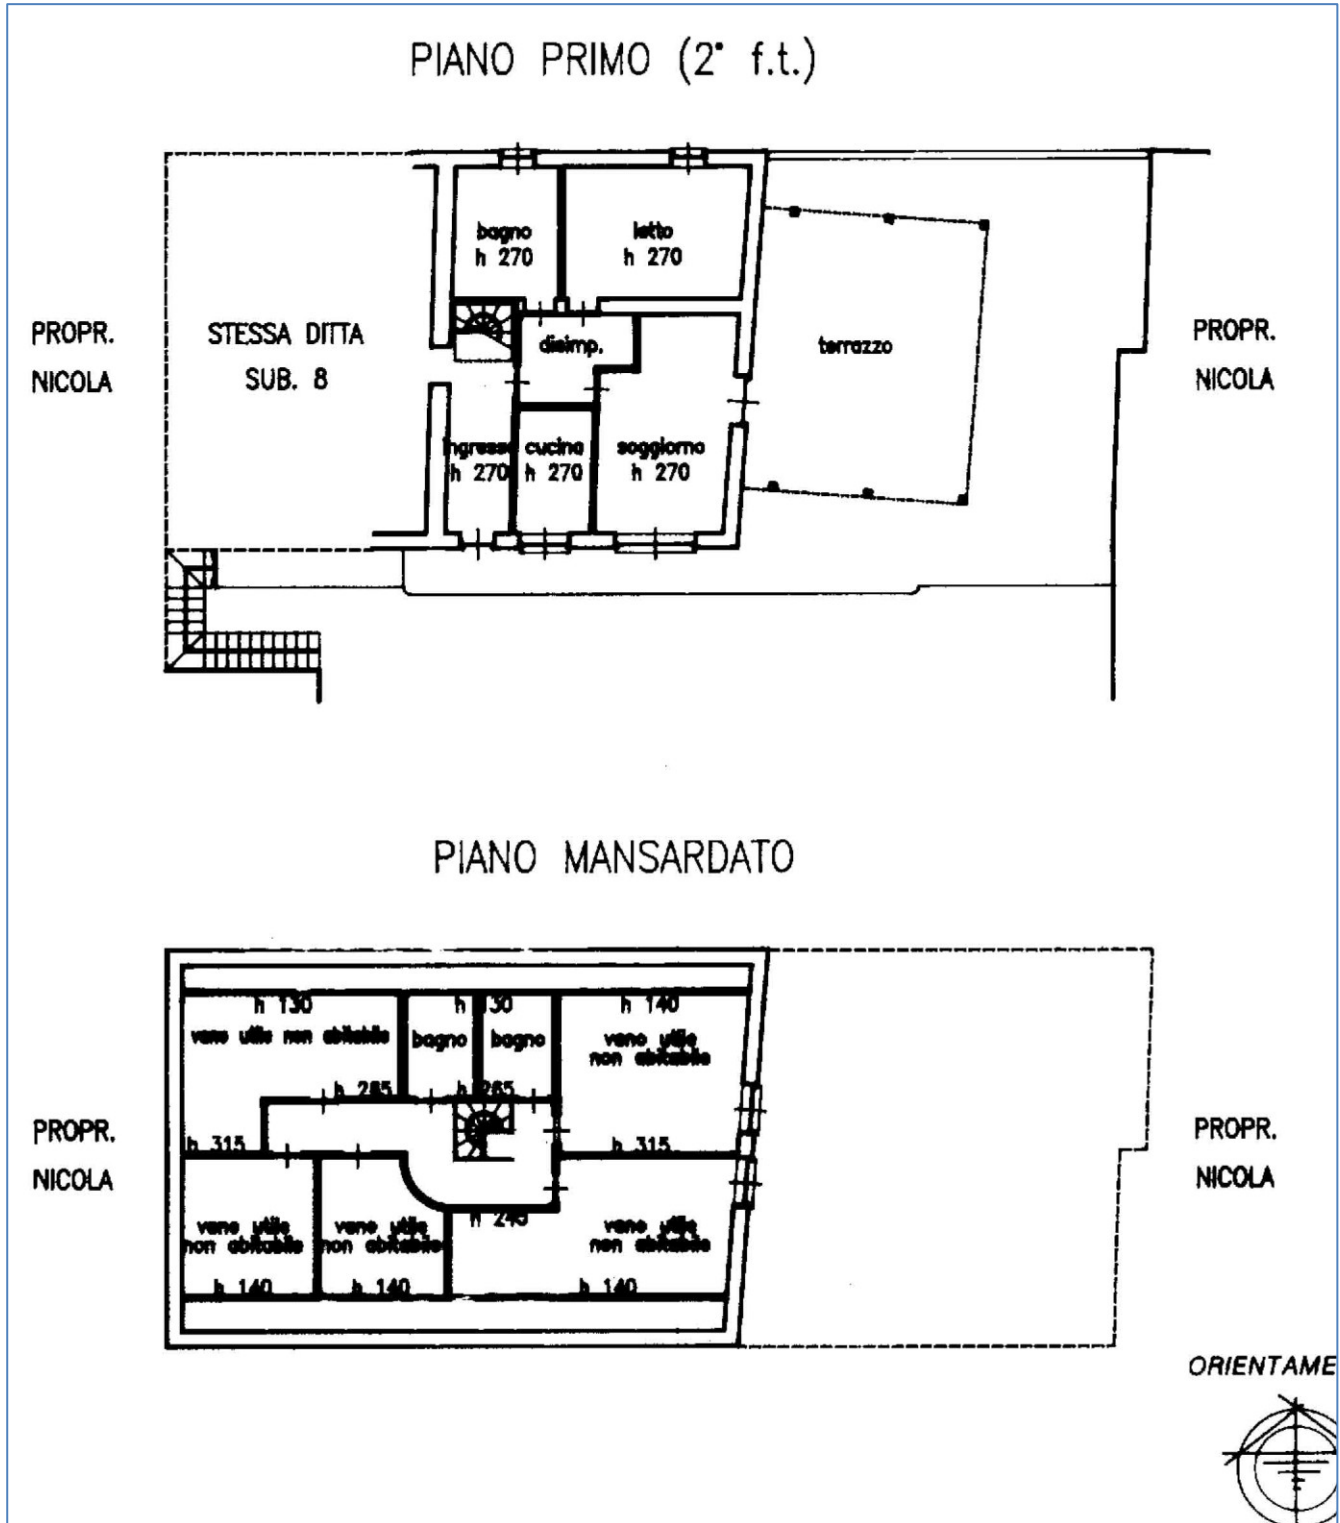 PIANO PRIMO (2° f.t.)
bagno
h 270
letto
h 270
PROPR.
NICOLA
STESSA DITTA
SUB. 8
disimp.
terrazzo
PROPR.
NICOLA
ingresso
h 270
cucina
h 270
soggiorno
h 270
PIANO MANSARDATO
h 130
vano utile non abitabile
h 130
bagno
bagno
h 140
vano utile
non abitabile
h 265
h 265
PROPR.
NICOLA
h 315
h 315
PROPR.
NICOLA
vano utile
non abitabile
h 140
vano utile
non abitabile
h 140
h 245
vano utile
non abitabile
h 140
ORIENTAME